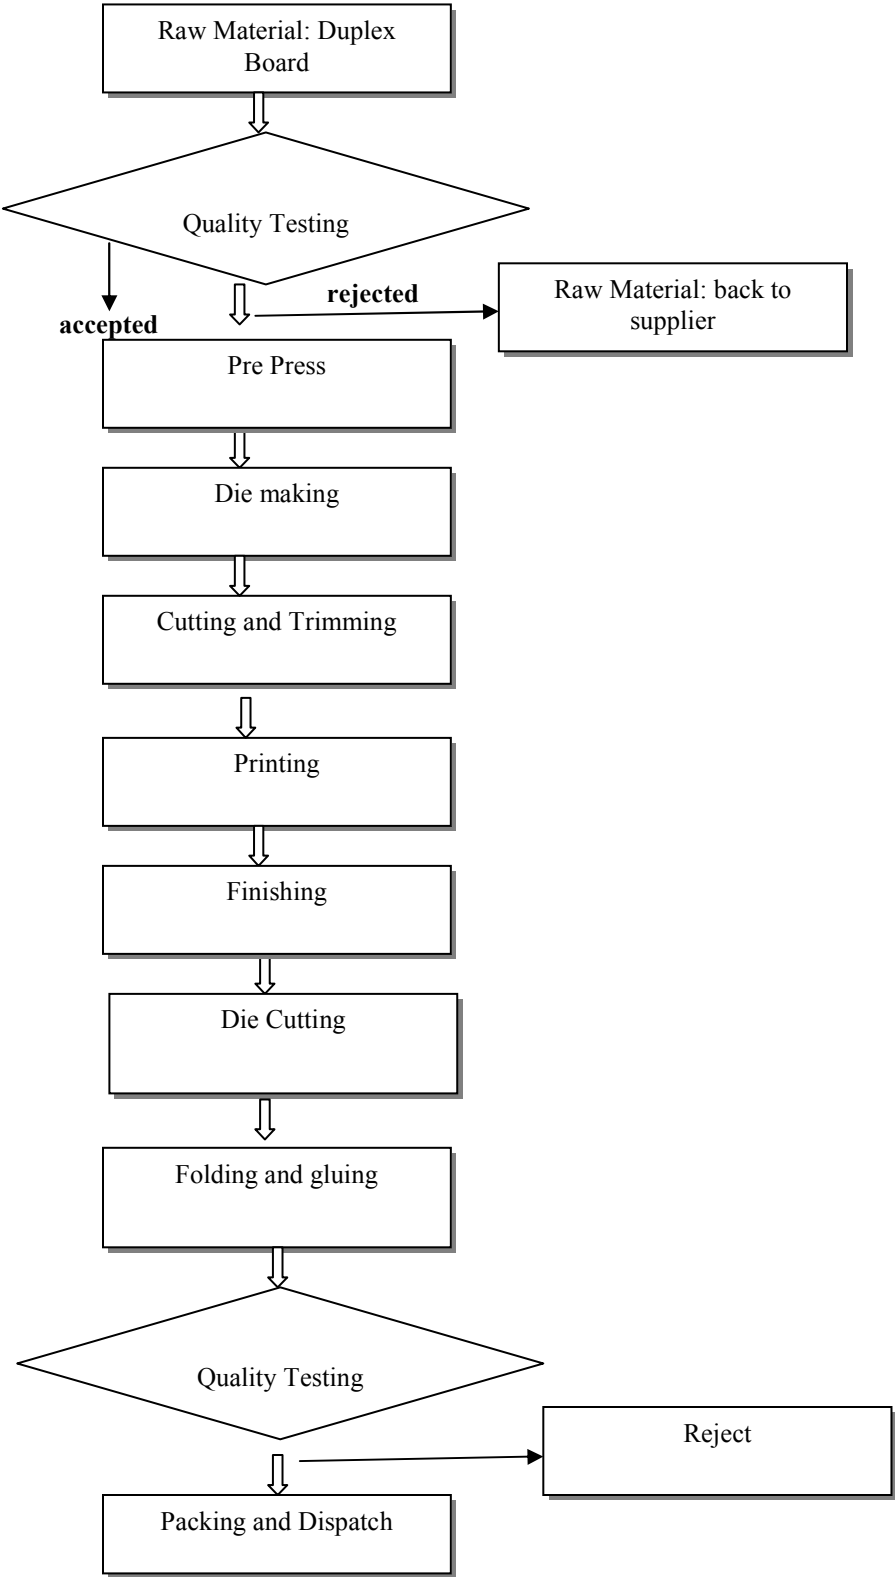 Raw Material: Duplex
Board
Quality Testing
rejected
Raw Material: back to
supplier
accepted
Pre Press
Die making
Cutting and Trimming
Printing
Finishing
Die Cutting
Folding and gluing
Quality Testing
Reject
Packing and Dispatch